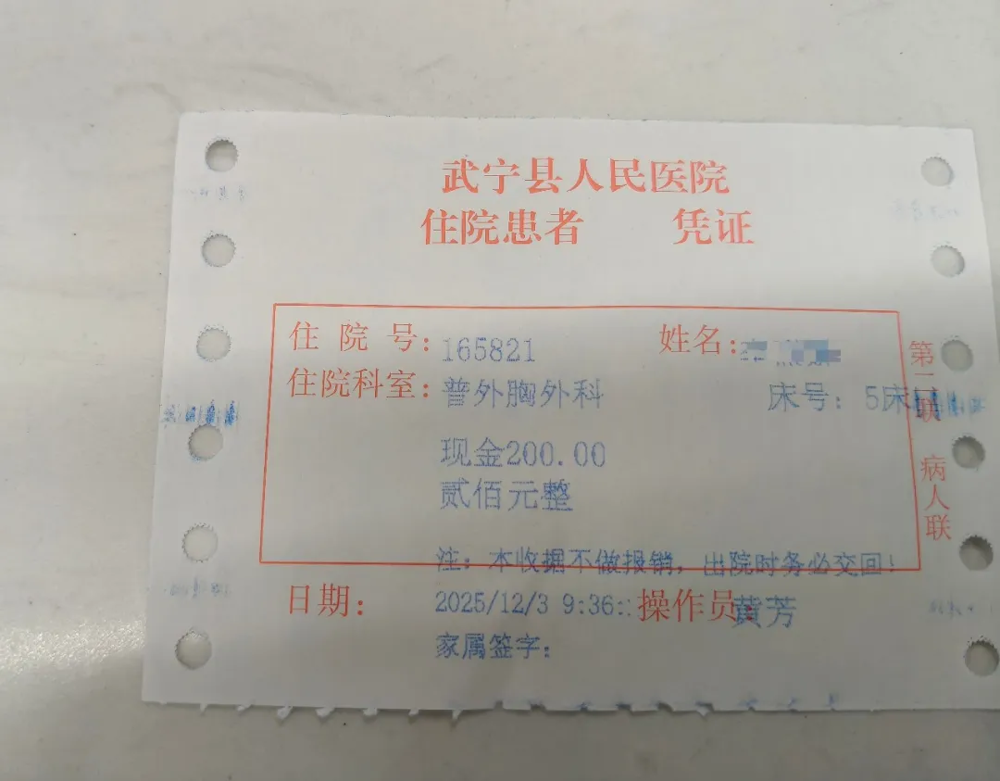 武宁县人民医院
住院患者 凭证
住院号：165821 姓名：
住院科室：普外胸外科 床号：5床
现金200.00
贰佰元整
注：本收据不做报销，出院时务必交回！
日期：2025/12/3 9:36: 操作员：黄芳
家属签字：
第二联 病人联